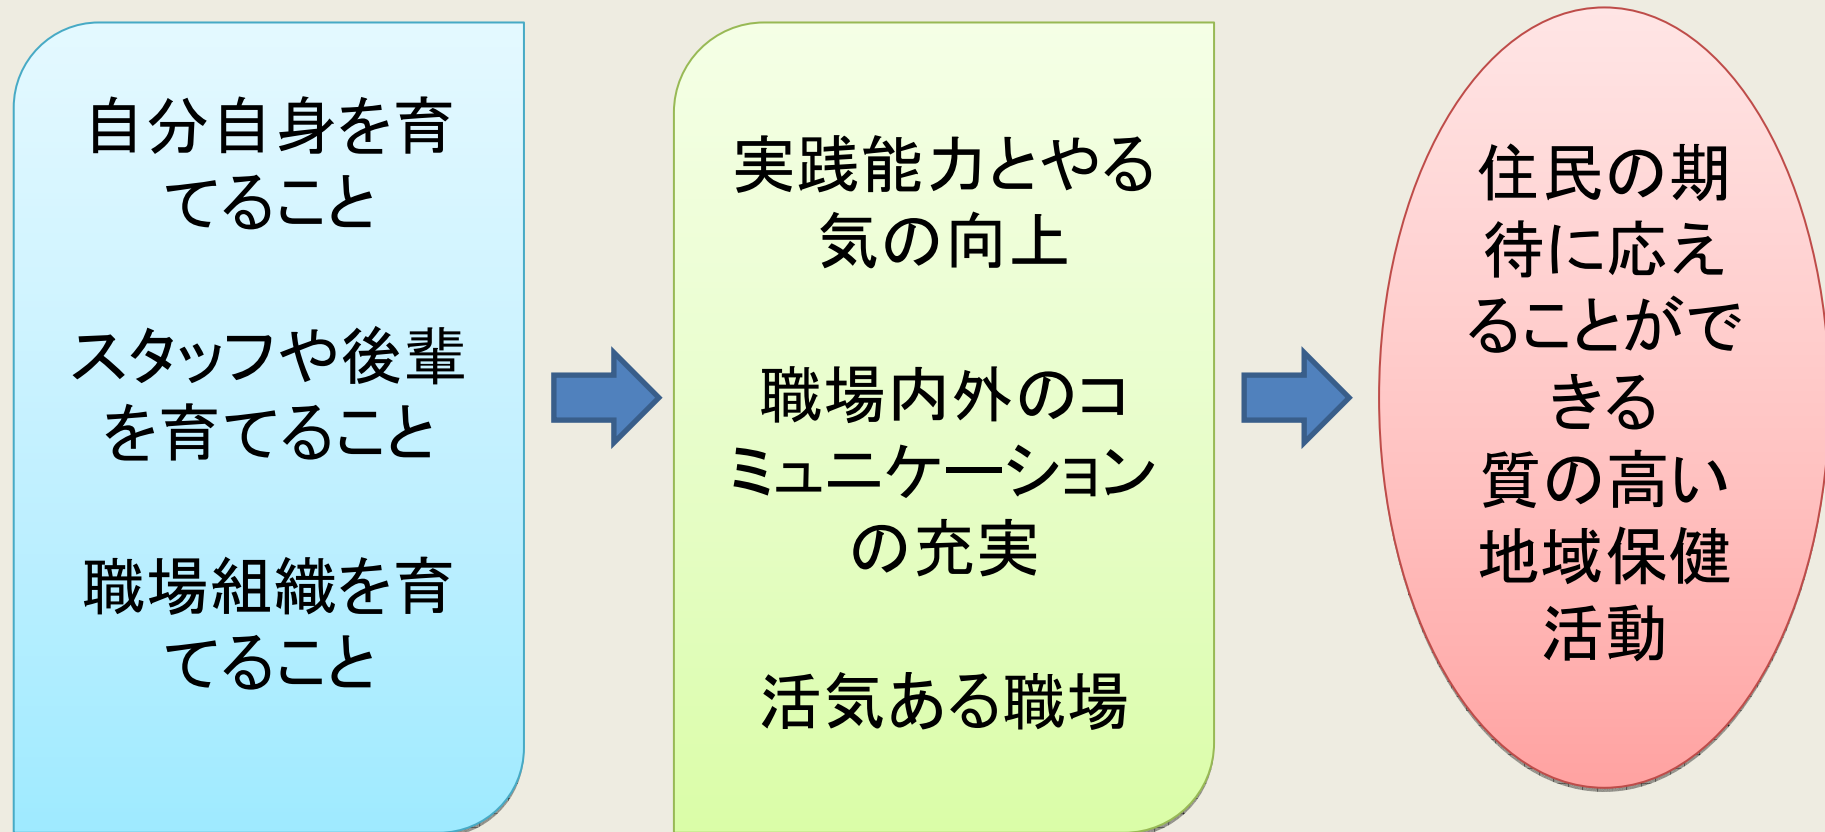 自分自身を育
てること
スタッフや後輩
を育てること
職場組織を育
てること
実践能力とやる
気の向上
職場内外のコ
ミュニケーション
の充実
活気ある職場
住民の期
待に応え
ることがで
きる
質の高い
地域保健
活動